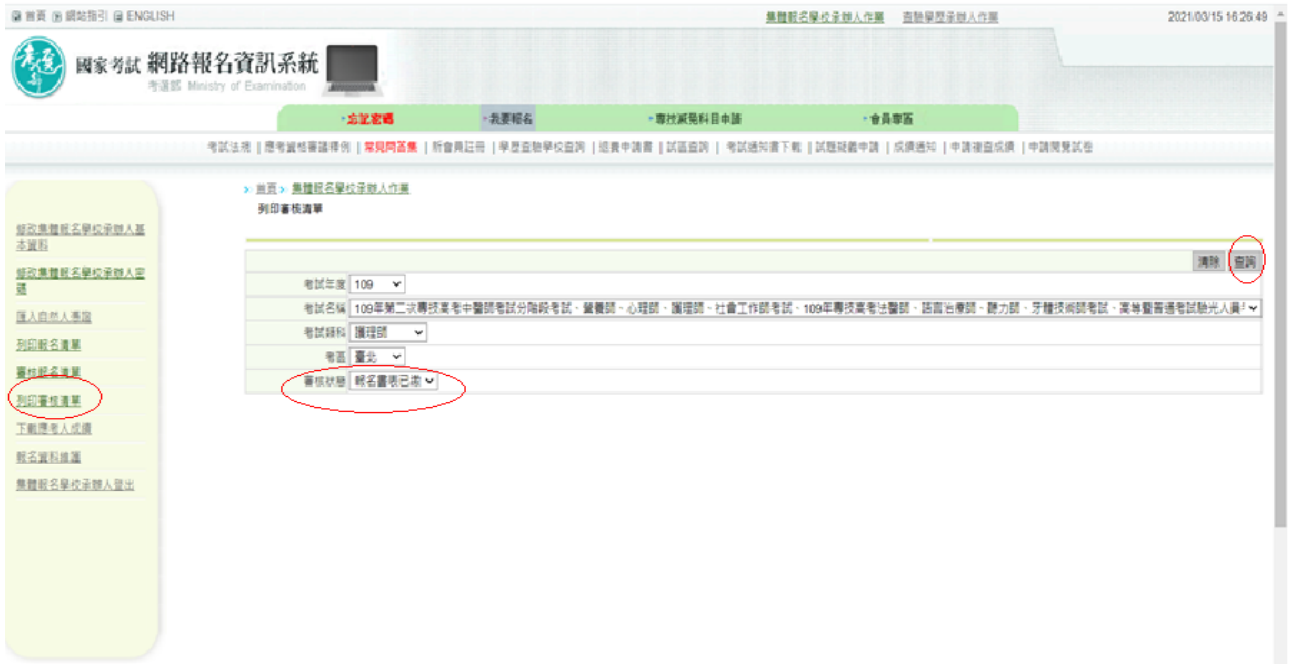 首頁 網站指引 ENGLISH 集體報名學校承辦人作業 查驗學歷承辦人作業 2021/03/15 16:26:49
考選部 國家考試 網路報名資訊系統
考選部 Ministry of Examination
忘記密碼 我要報名 專技減免科目申請 會員專區
考試法規 | 應考資格審議得例 | 常見問答集 | 新會員註冊 | 學歷查驗學校查詢 | 繳費申請書 | 試區查詢 | 考試通知書下載 | 試題疑義申請 | 成績通知 | 申請複查成績 | 申請閱覽試卷
首頁 集體報名學校承辦人作業
列印審核清單
修改集體報名學校承辦人基
本資料
修改集體報名學校承辦人密
碼
匯入自然人憑證
列印報名清單
審核報名清單
列印審核清單
下載應考人成績
報名資料維護
集體報名學校承辦人登出
清除 查詢
考試年度 109
考試名稱 109年第二次專技高考中醫師考試分階段考試、營養師、心理師、護理師、社會工作師考試、109年專技高考法醫師、語言治療師、聽力師、牙體技術師考試、高等暨普通考試驗光人員
考試類科 護理師
考區 臺北
審核狀態 報名書表已收